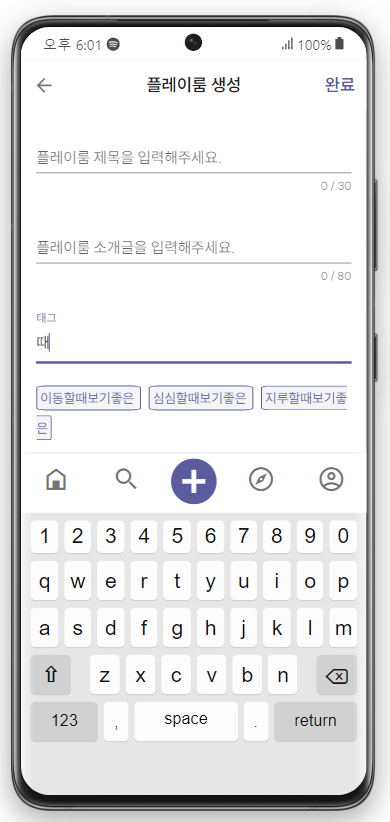 오후 6:01 100%
플레이룸 생성 완료
플레이룸 제목을 입력해주세요.
0 / 30
플레이룸 소개글을 입력해주세요.
0 / 80
태그
때
이동할때보기좋은 심심할때보기좋은 지루할때보기좋
은
1 2 3 4 5 6 7 8 9 0
q w e r t y u i o p
a s d f g h j k l m
z x c v b n
123 , space . return